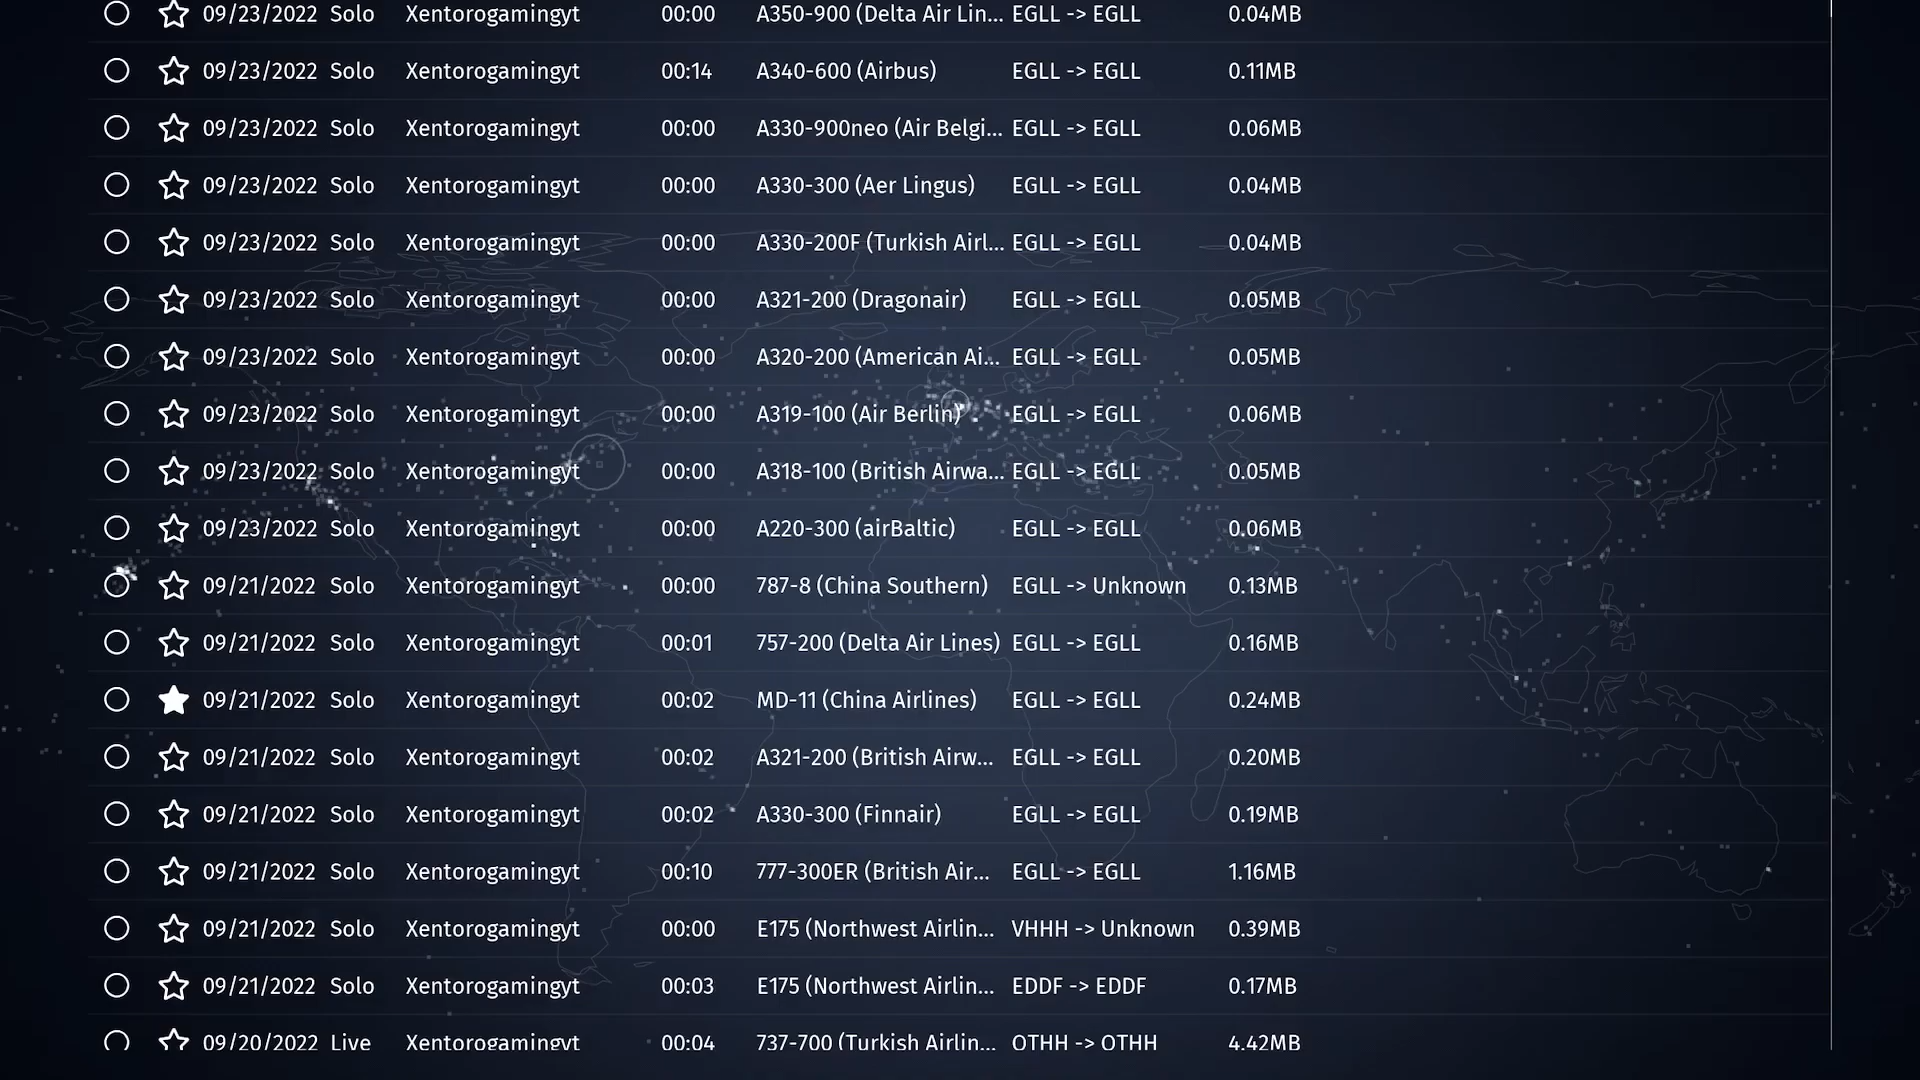 09/23/2022 Solo Xentorogamingyt 00:00 A350-900 (Delta Air Lin... EGLL -> EGLL 0.04MB
09/23/2022 Solo Xentorogamingyt 00:14 A340-600 (Airbus) EGLL -> EGLL 0.11MB
09/23/2022 Solo Xentorogamingyt 00:00 A330-900neo (Air Belgi... EGLL -> EGLL 0.06MB
09/23/2022 Solo Xentorogamingyt 00:00 A330-300 (Aer Lingus) EGLL -> EGLL 0.04MB
09/23/2022 Solo Xentorogamingyt 00:00 A330-200F (Turkish Airl... EGLL -> EGLL 0.04MB
09/23/2022 Solo Xentorogamingyt 00:00 A321-200 (Dragonair) EGLL -> EGLL 0.05MB
09/23/2022 Solo Xentorogamingyt 00:00 A320-200 (American Ai... EGLL -> EGLL 0.05MB
09/23/2022 Solo Xentorogamingyt 00:00 A319-100 (Air Berlin) EGLL -> EGLL 0.06MB
09/23/2022 Solo Xentorogamingyt 00:00 A318-100 (British Airwa... EGLL -> EGLL 0.05MB
09/23/2022 Solo Xentorogamingyt 00:00 A220-300 (airBaltic) EGLL -> EGLL 0.06MB
09/21/2022 Solo Xentorogamingyt 00:00 787-8 (China Southern) EGLL -> Unknown 0.13MB
09/21/2022 Solo Xentorogamingyt 00:01 757-200 (Delta Air Lines) EGLL -> EGLL 0.16MB
09/21/2022 Solo Xentorogamingyt 00:02 MD-11 (China Airlines) EGLL -> EGLL 0.24MB
09/21/2022 Solo Xentorogamingyt 00:02 A321-200 (British Airw... EGLL -> EGLL 0.20MB
09/21/2022 Solo Xentorogamingyt 00:02 A330-300 (Finnair) EGLL -> EGLL 0.19MB
09/21/2022 Solo Xentorogamingyt 00:10 777-300ER (British Air... EGLL -> EGLL 1.16MB
09/21/2022 Solo Xentorogamingyt 00:00 E175 (Northwest Airlin... VHHH -> Unknown 0.39MB
09/21/2022 Solo Xentorogamingyt 00:03 E175 (Northwest Airlin... EDDF -> EDDF 0.17MB
09/20/2022 Live Xentorogamingyt 00:04 737-700 (Turkish Airlin... OTHH -> OTHH 4.42MB